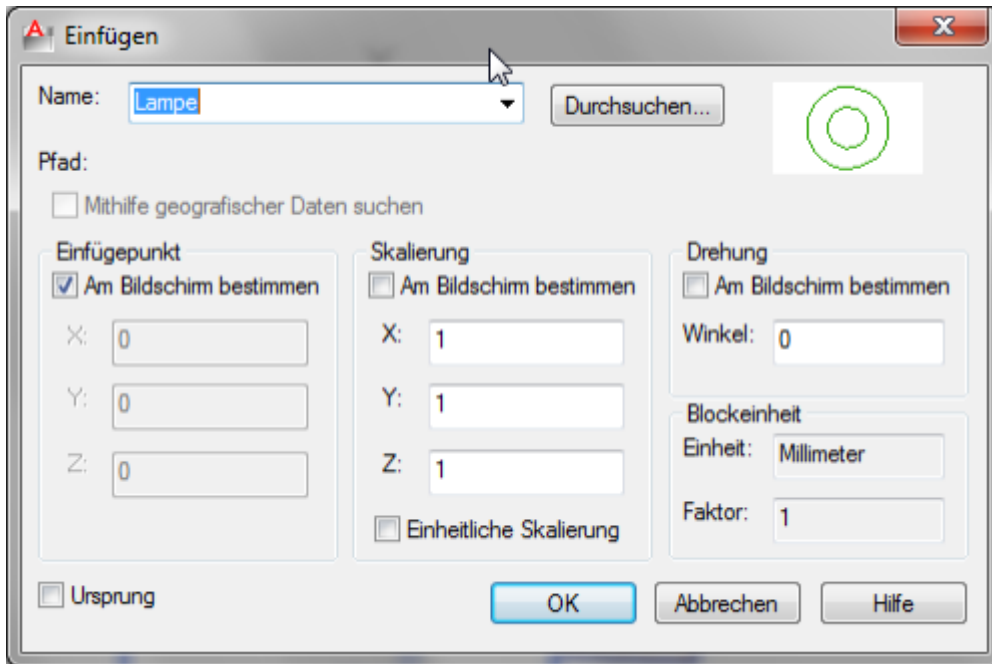 Einfügen
Name: Lampe Durchsuchen...
Pfad:
Mithilfe geografischer Daten suchen
Einfügepunkt
Am Bildschirm bestimmen
X: 0
Y: 0
Z: 0
Skalierung
Am Bildschirm bestimmen
X: 1
Y: 1
Z: 1
Einheitliche Skalierung
Drehung
Am Bildschirm bestimmen
Winkel: 0
Blockeinheit
Einheit: Millimeter
Faktor: 1
Ursprung
OK Abbrechen Hilfe